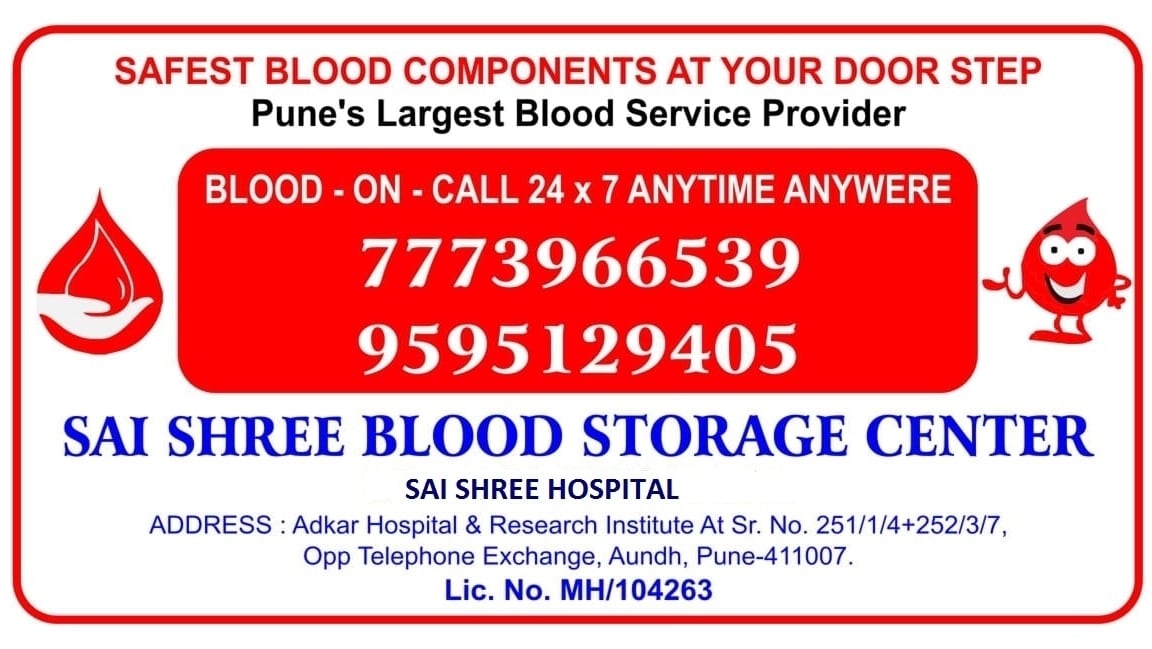 SAFEST BLOOD COMPONENTS AT YOUR DOOR STEP
Pune's Largest Blood Service Provider
BLOOD - ON - CALL 24 x 7 ANYTIME ANYWERE
7773966539
9595129405
SAI SHREE BLOOD STORAGE CENTER
SAI SHREE HOSPITAL
ADDRESS : Adkar Hospital & Research Institute At Sr. No. 251/1/4+252/3/7,
Opp Telephone Exchange, Aundh, Pune-411007.
Lic. No. MH/104263